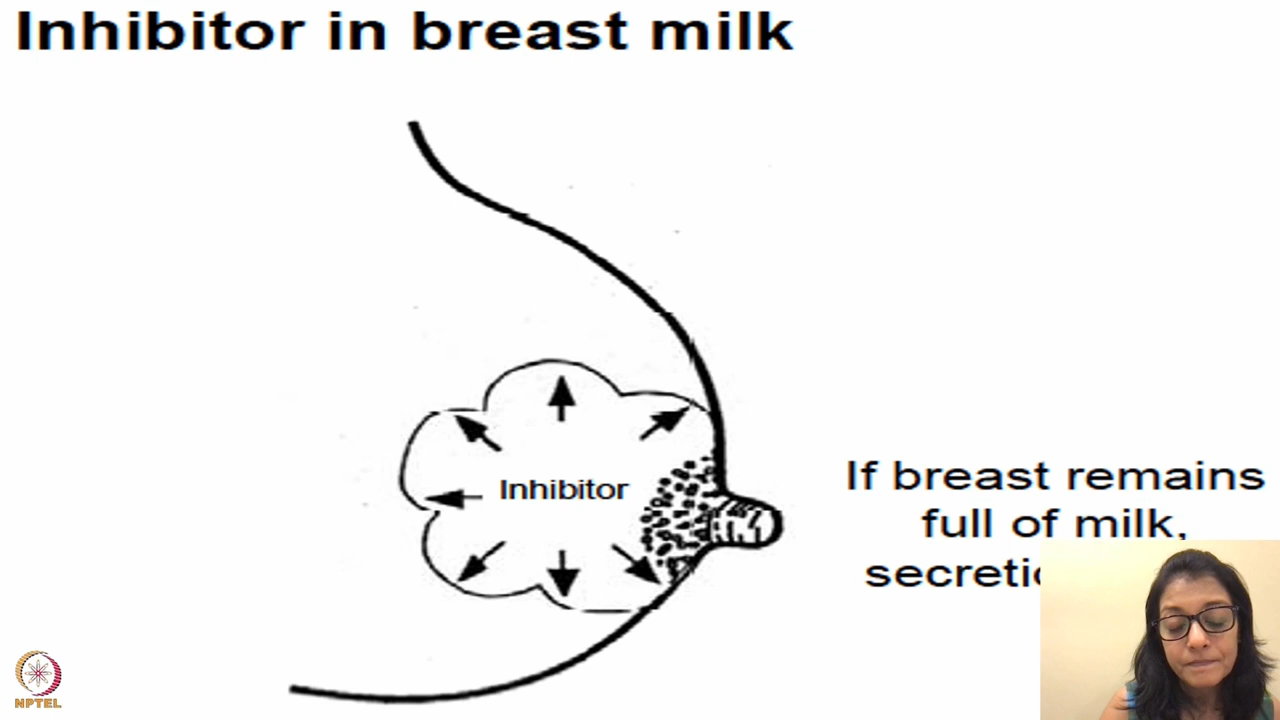 Inhibitor in breast milk
Inhibitor
If breast remains
full of milk,
NPTEL